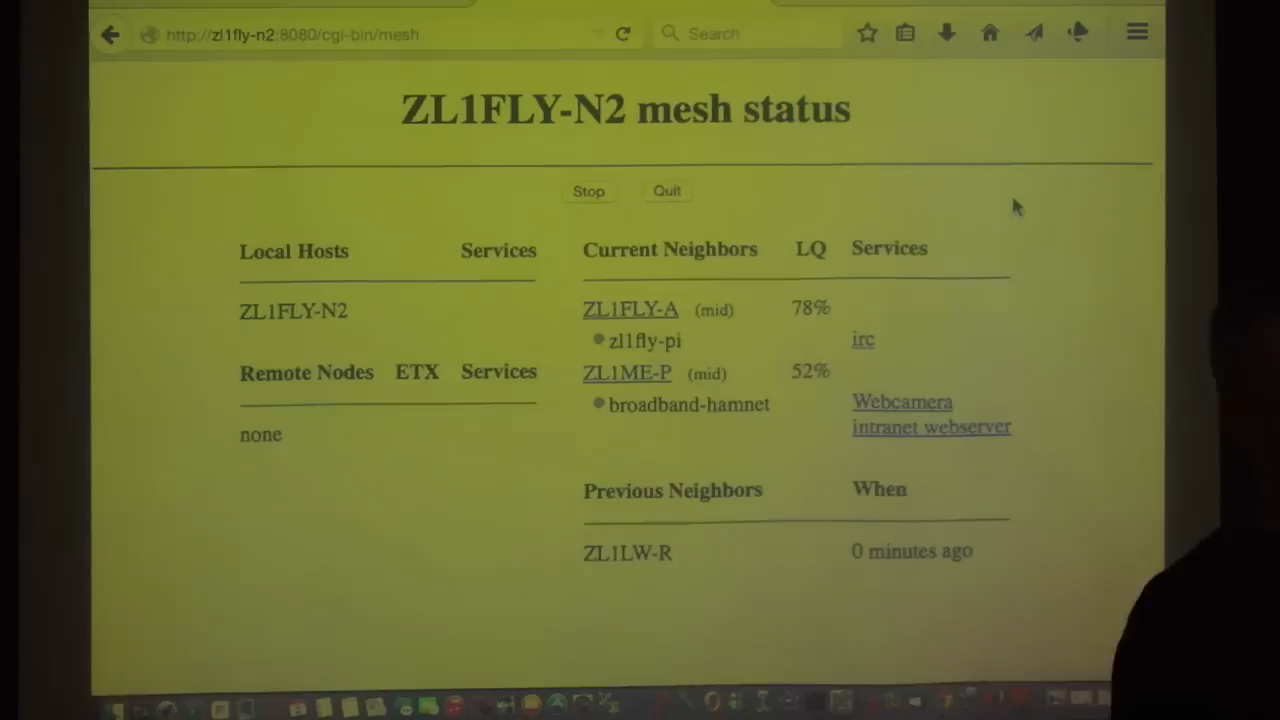 http://zl1fly-n2:8080/cgi-bin/mesh
Search
ZL1FLY-N2 mesh status
Stop Quit
Local Hosts Services
ZL1FLY-N2
Remote Nodes ETX Services
none
Current Neighbors LQ Services
ZL1FLY-A (mid) 78%
zl1fly-pi irc
ZL1ME-P (mid) 52%
broadband-hamnet Webcamera
intranet webserver
Previous Neighbors When
ZL1LW-R 0 minutes ago